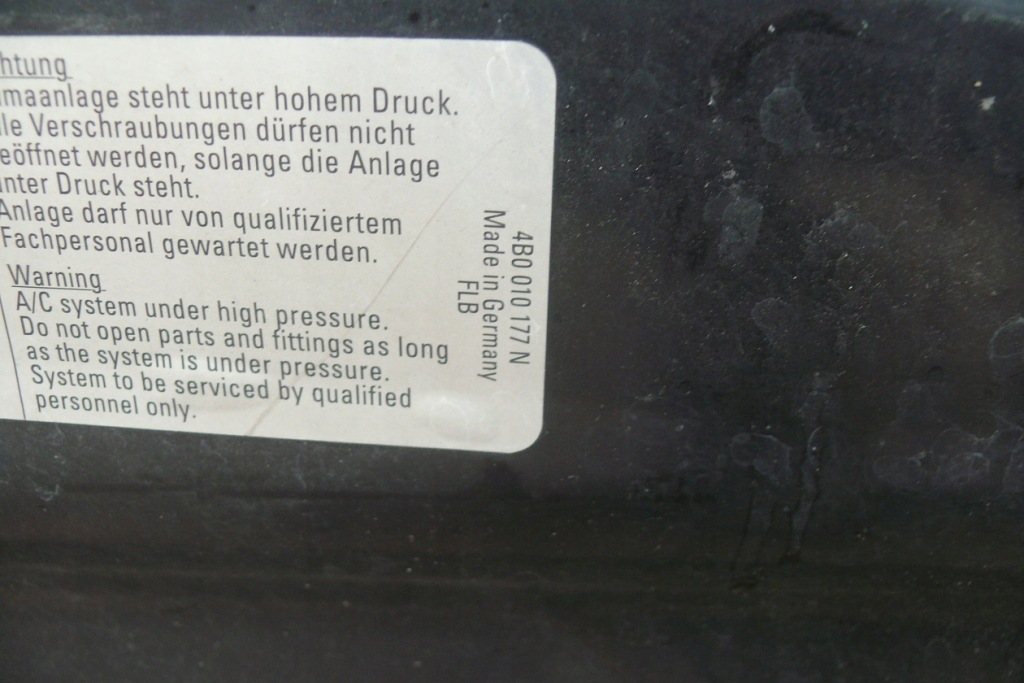 htung
maanlage steht unter hohem Druck.
le Verschraubungen dürfen nicht
eöffnet werden, solange die Anlage
nter Druck steht.
Anlage darf nur von qualifiziertem
Fachpersonal gewartet werden.
Warning
A/C system under high pressure.
Do not open parts and fittings as long
as the system is under pressure.
System to be serviced by qualified
personnel only.
4B0 010 177 N
Made in Germany
FLB